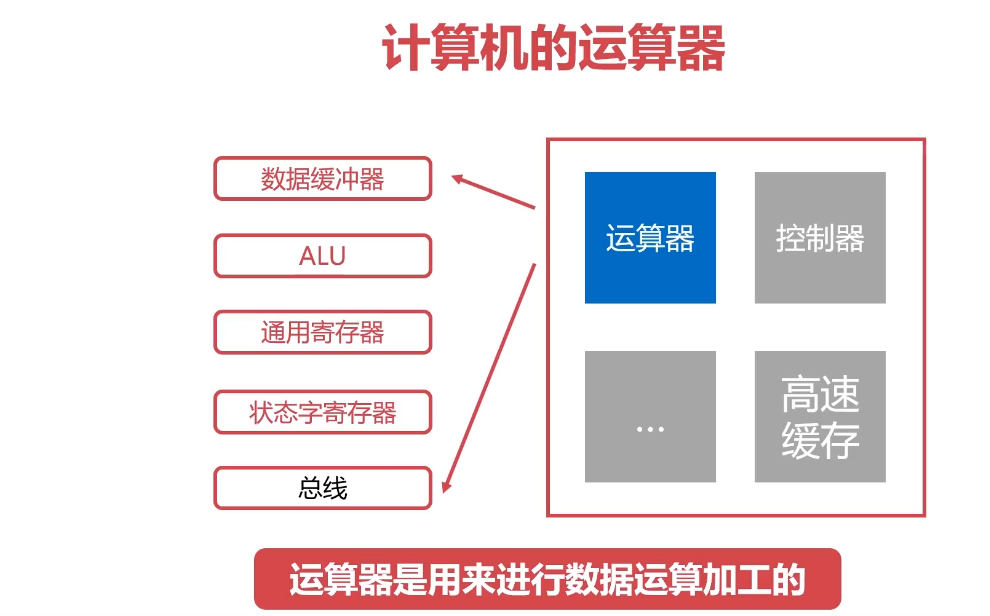 计算机的运算器
数据缓冲器
ALU
通用寄存器
状态字寄存器
总线
运算器
控制器
...
高速
缓存
运算器是用来进行数据运算加工的